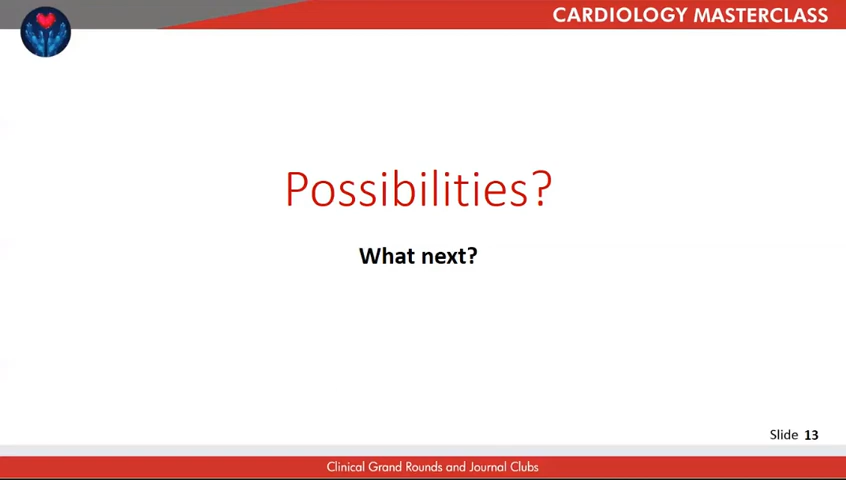 CARDIOLOGY MASTERCLASS
Possibilities?
What next?
Slide 13
Clinical Grand Rounds and Journal Clubs